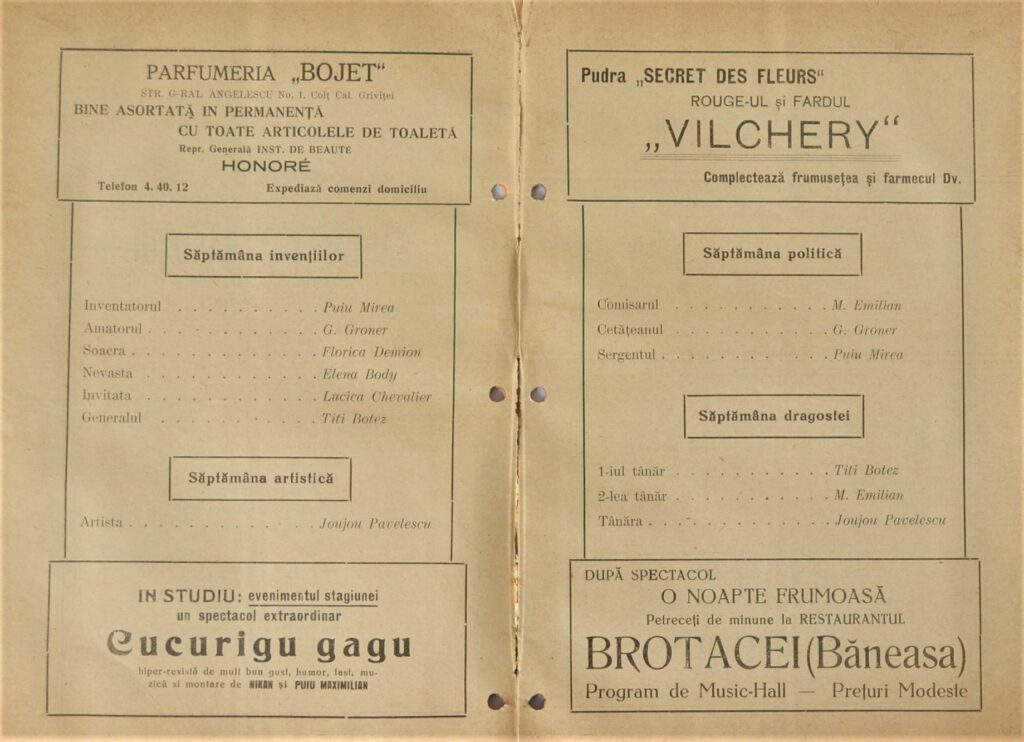 PARFUMERIA „BOJET“
STR. G-RAL ANGELESCU No. 1. Colț Cal. Griviței
BINE ASORTATĂ IN PERMANENȚĂ
CU TOATE ARTICOLELE DE TOALETĂ
Repr. Generală INST. DE BEAUTE
HONORÉ
Telefon 4. 40. 12 Expediază comenzi domiciliu
Săptămâna invențiilor
Inventatorul . . . . . . . . . . Puiu Mirea
Amatorul . . . . . . . . . . . . G. Groner
Soacra . . . . . . . . . . . . . Florica Demion
Nevasta . . . . . . . . . . . . Elena Body
Invitata . . . . . . . . . . . . Lucica Chevalier
Generalul . . . . . . . . . . . Titi Botez
Săptămâna artistică
Artista . . . . . . . . . . . . . Joujou Pavelescu
IN STUDIU: evenimentul stagiunei
un spectacol extraordinar
Cucurigu gagu
hiper-revistă de mult bun gust, humor, fast, mu-
zică si montare de NIKAN și PUIU MAXIMILIAN
Pudra „SECRET DES FLEURS“
ROUGE-UL și FARDUL
„VILCHERY“
Complectează frumusețea și farmecul Dv.
Săptămâna politică
Comisarul . . . . . . . . . . . M. Emilian
Cetățeanul . . . . . . . . . . . G. Groner
Sergentul . . . . . . . . . . . Puiu Mirea
Săptămâna dragostei
1-iul tânăr . . . . . . . . . . . Titi Botez
2-lea tânăr . . . . . . . . . . . M. Emilian
Tânăra . . . . . . . . . . . . . Joujou Pavelescu
DUPĂ SPECTACOL
O NOAPTE FRUMOASĂ
Petreceți de minune la RESTAURANTUL
BROTACEI (Băneasa)
Program de Music-Hall — Prețuri Modeste